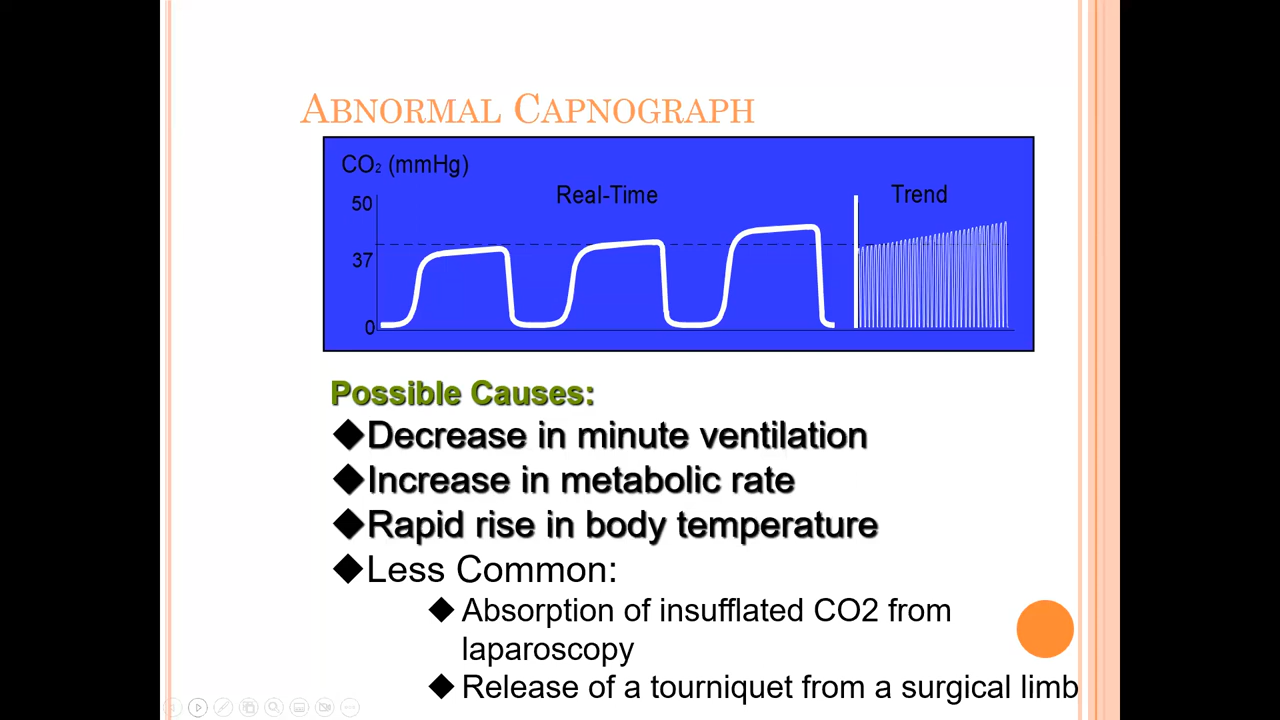 ABNORMAL CAPNOGRAPH
CO₂ (mmHg)
Real-Time
Trend
50
37
0
Possible Causes:
◆Decrease in minute ventilation
◆Increase in metabolic rate
◆Rapid rise in body temperature
◆Less Common:
◆Absorption of insufflated CO2 from
laparoscopy
◆Release of a tourniquet from a surgical limb